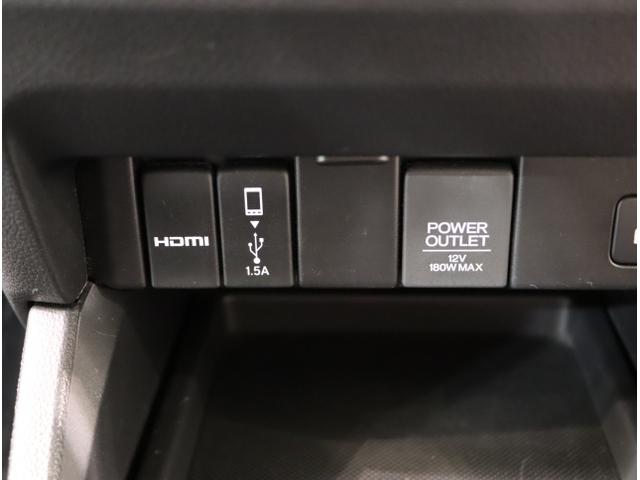 HDMI
1.5A
POWER
OUTLET
12V
180W MAX